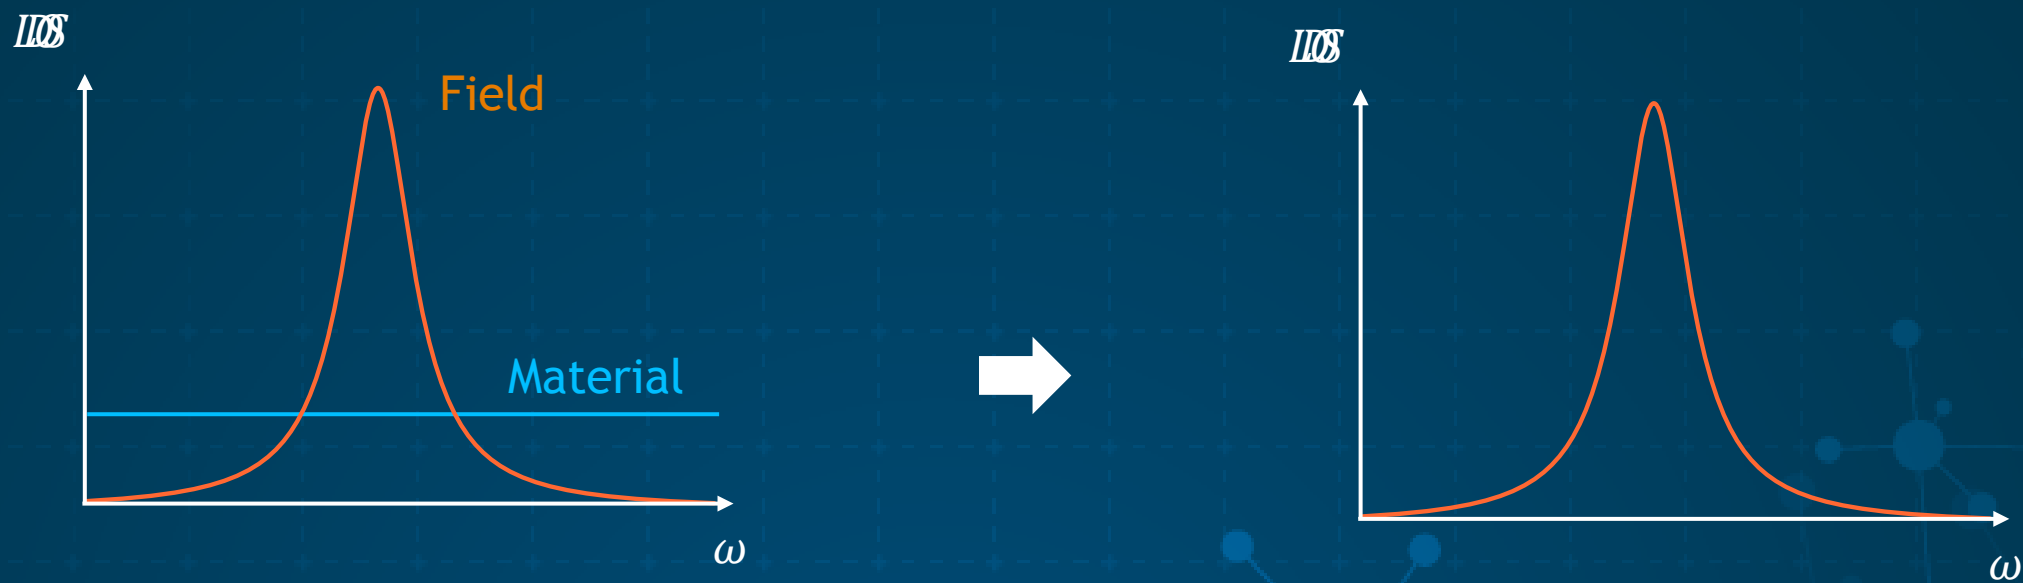 LDOS
Field
Material
ω
LDOS
ω